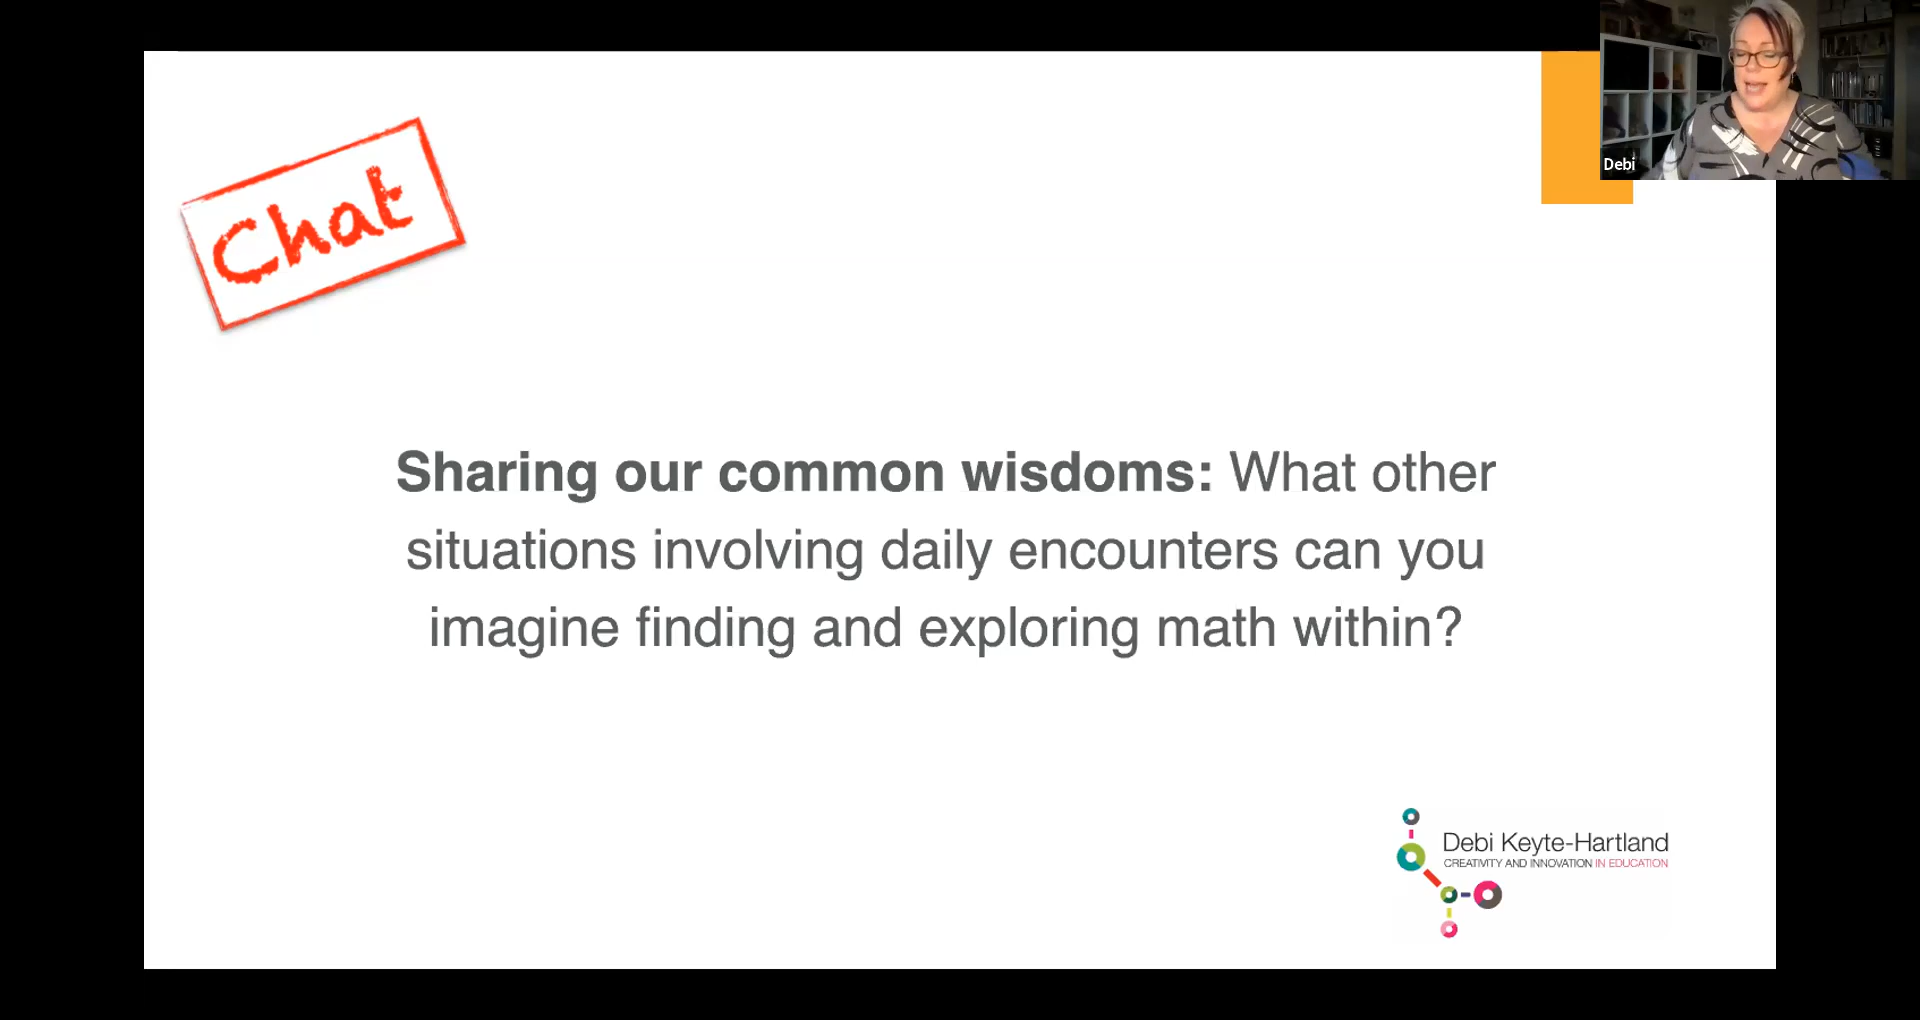 Chat
Debi
Sharing our common wisdoms: What other
situations involving daily encounters can you
imagine finding and exploring math within?
Debi Keyte-Hartland
CREATIVITY AND INNOVATION IN EDUCATION